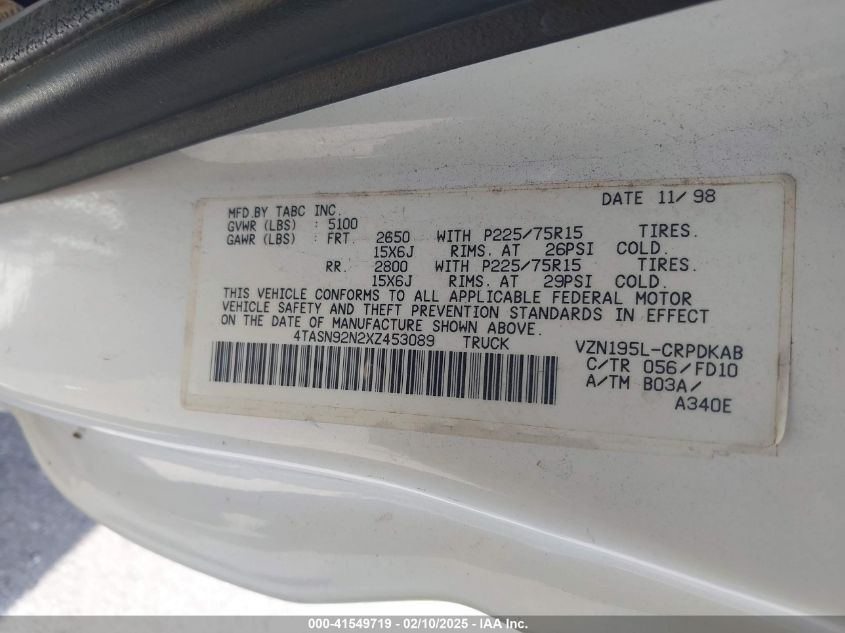 DATE 11/98
MFD.BY TABC INC.
GVWR (LBS) : 5100
GAWR (LBS) : FRT. 2650 WITH P225/75R15 TIRES.
15X6J RIMS. AT 26PSI COLD.
RR. 2800 WITH P225/75R15 TIRES.
15X6J RIMS. AT 29PSI COLD.
THIS VEHICLE CONFORMS TO ALL APPLICABLE FEDERAL MOTOR
VEHICLE SAFETY AND THEFT PREVENTION STANDARDS IN EFFECT
ON THE DATE OF MANUFACTURE SHOWN ABOVE.
4TASN92N2XZ453089 TRUCK VZN195L-CRPDKAB
C/TR 056/FD10
A/TM B03A/
A340E
000-41549719 - 02/10/2025 - IAA Inc.